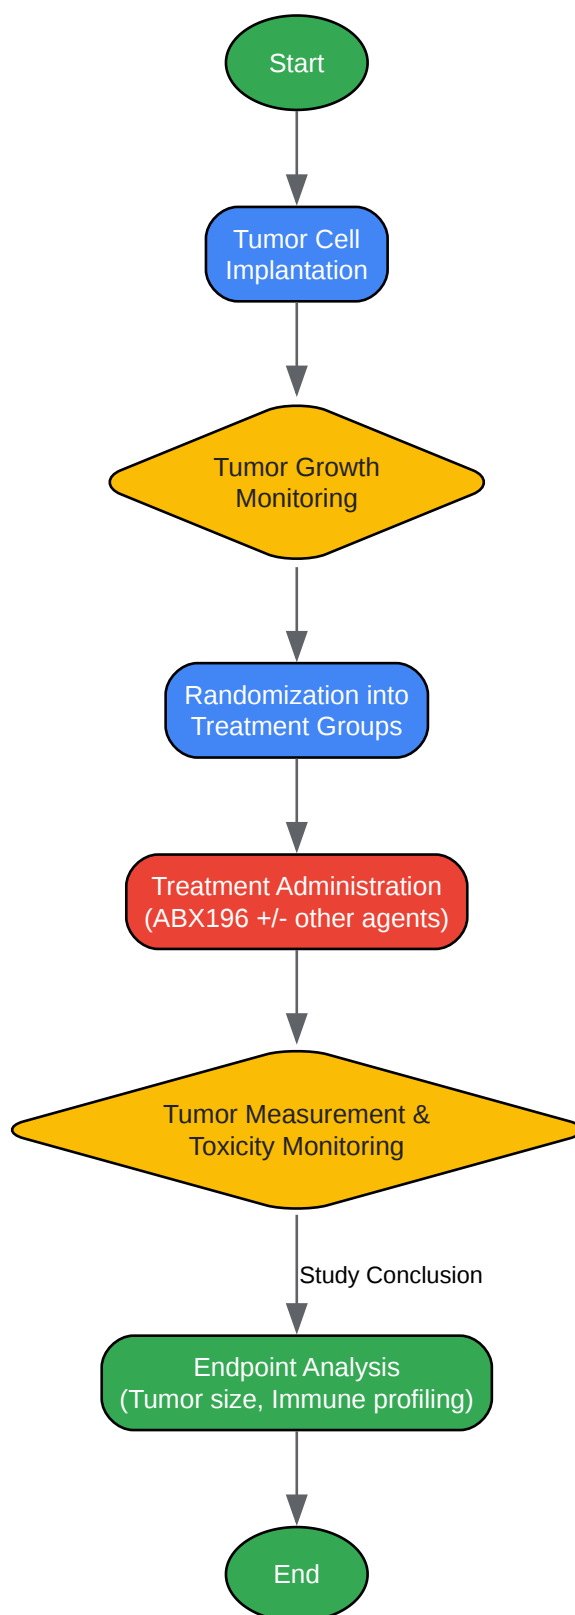 Start
Tumor Cell
Implantation
Tumor Growth
Monitoring
Randomization into
Treatment Groups
Treatment Administration
(ABX196 +/- other agents)
Tumor Measurement &
Toxicity Monitoring
Study Conclusion
Endpoint Analysis
(Tumor size, Immune profiling)
End